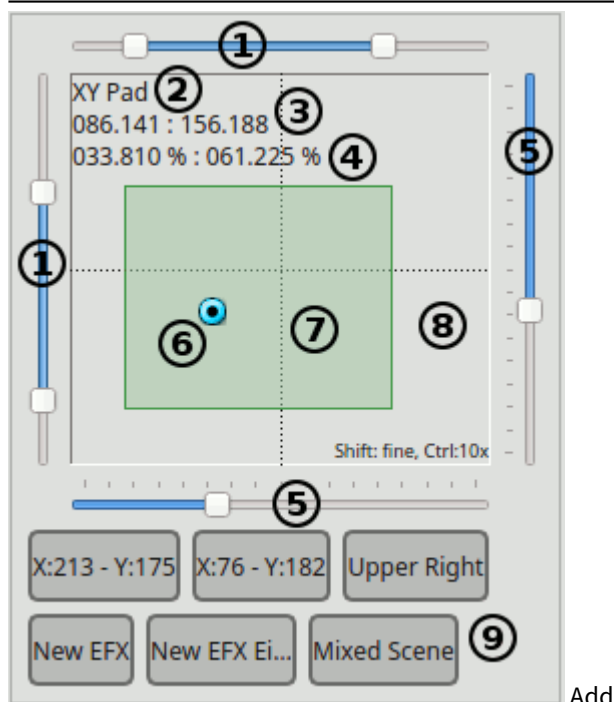 ①
XY Pad ②
086.141 : 156.188 ③
033.810 % : 061.225 % ④
⑤
①
⑥
⑦
⑧
Shift: fine, Ctrl:10x
⑤
X:213 - Y:175
X:76 - Y:182
Upper Right
New EFX
New EFX Ei...
Mixed Scene
⑨
Add